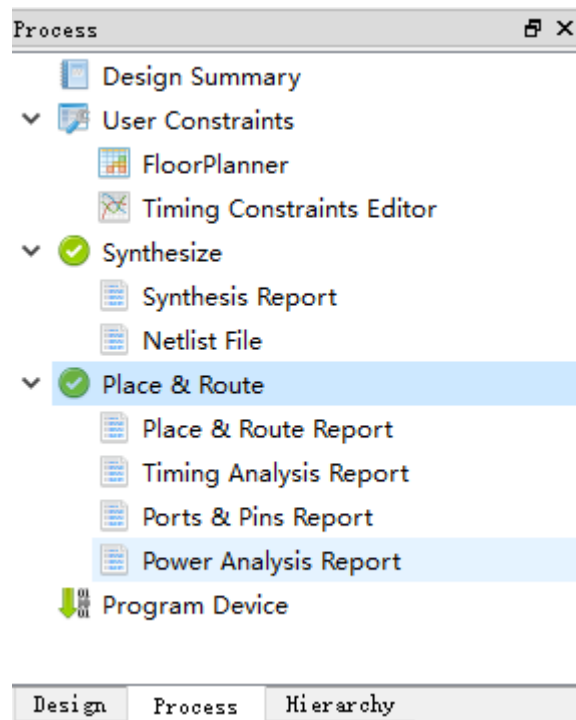 Process
Design Summary
User Constraints
FloorPlanner
Timing Constraints Editor
Synthesize
Synthesis Report
Netlist File
Place & Route
Place & Route Report
Timing Analysis Report
Ports & Pins Report
Power Analysis Report
Program Device
Design Process Hierarchy